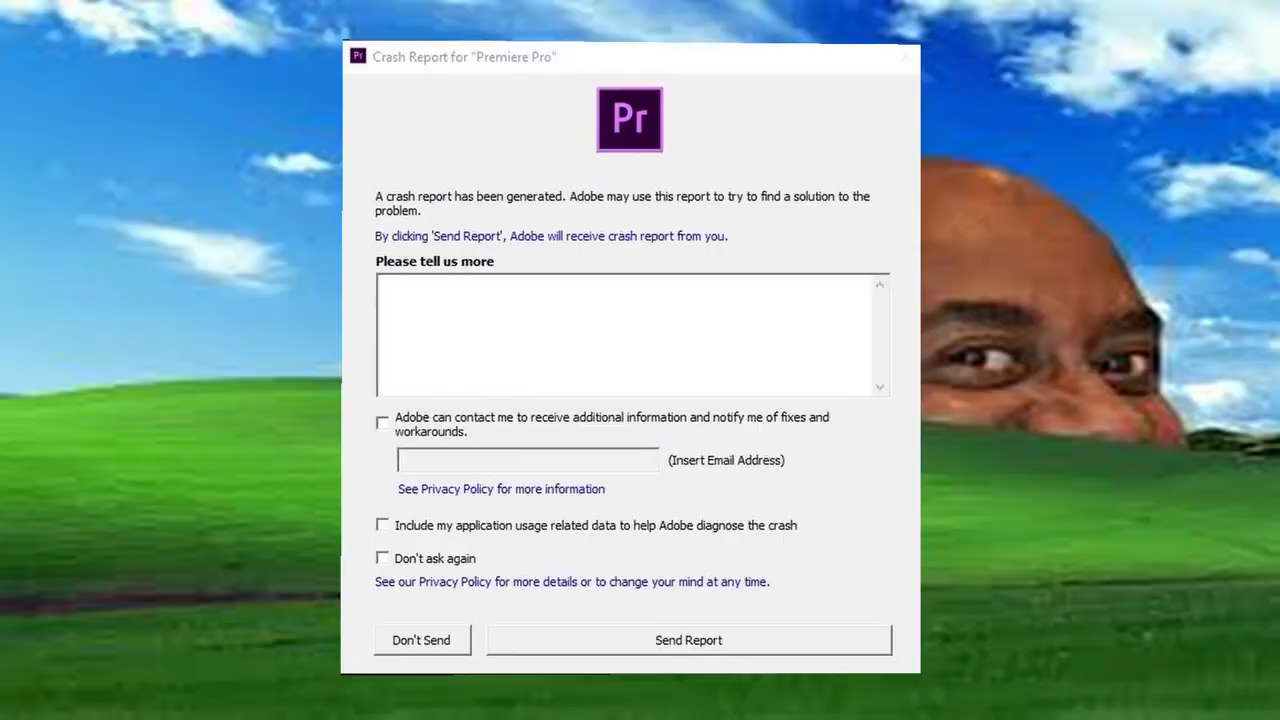 Pr Crash Report for "Premiere Pro"
Pr
A crash report has been generated. Adobe may use this report to try to find a solution to the
problem.
By clicking 'Send Report', Adobe will receive crash report from you.
Please tell us more
Adobe can contact me to receive additional information and notify me of fixes and
workarounds.
(Insert Email Address)
See Privacy Policy for more information
Include my application usage related data to help Adobe diagnose the crash
Don't ask again
See our Privacy Policy for more details or to change your mind at any time.
Don't Send Send Report